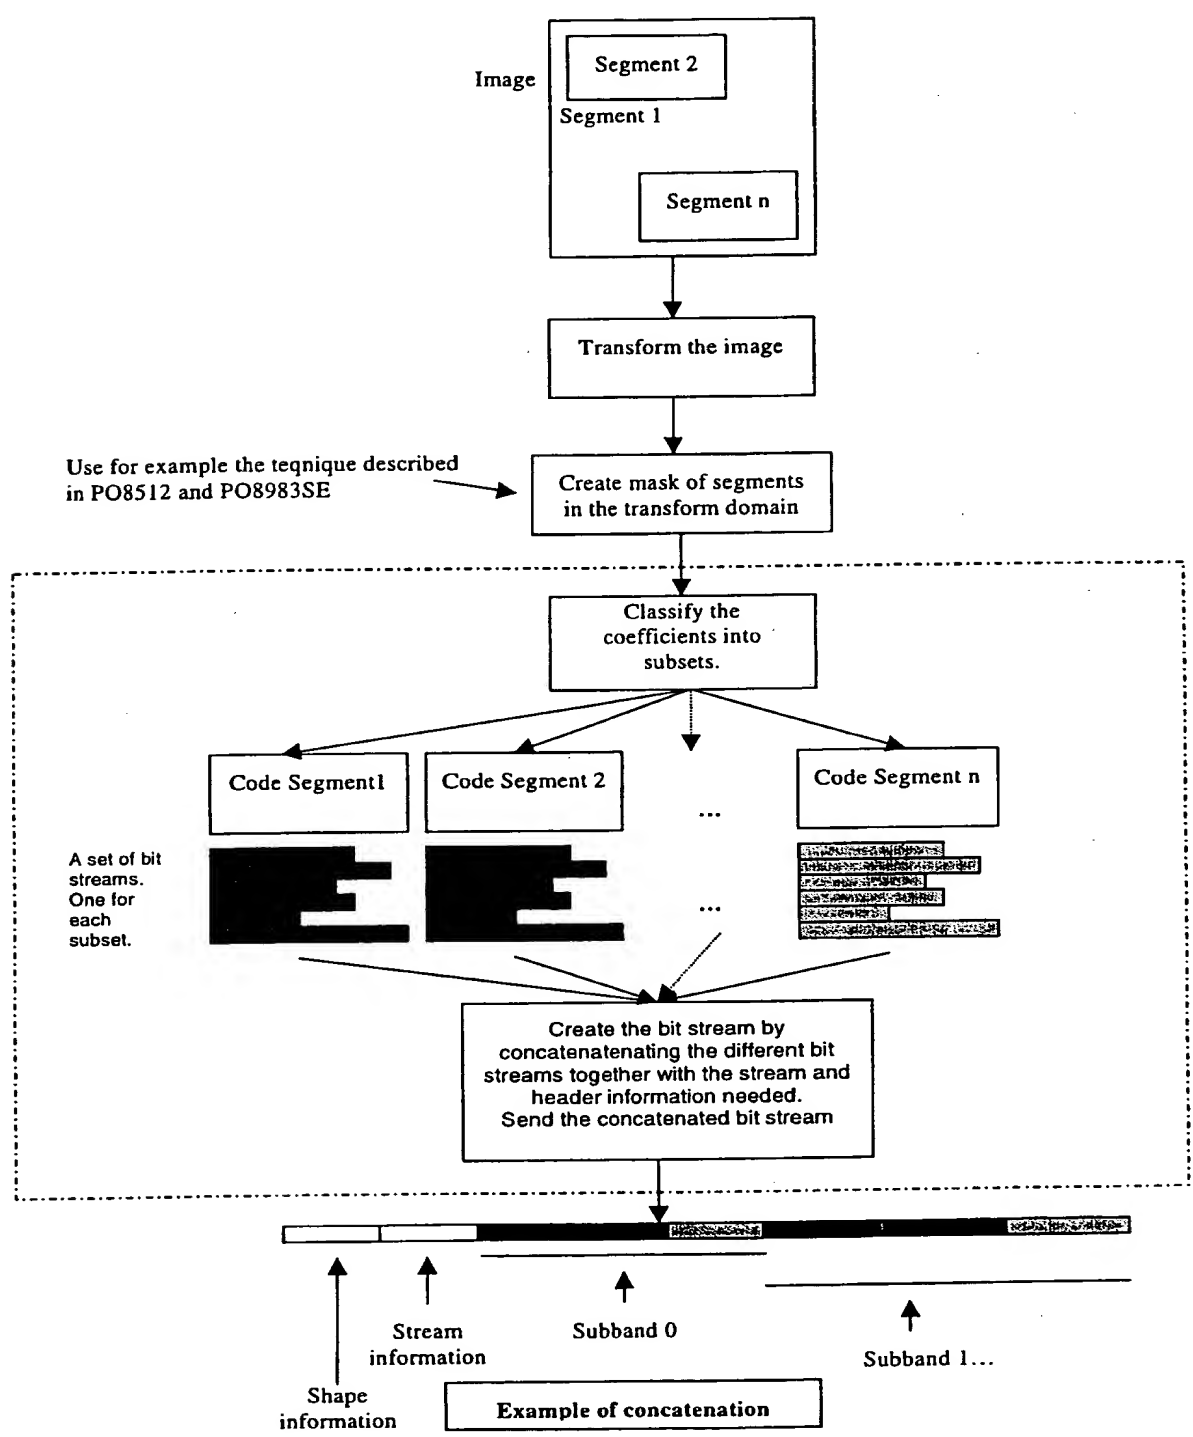 Image
Segment 2
Segment 1
Segment n
Transform the image
Use for example the teqnique described
in PO8512 and PO8983SE
Create mask of segments
in the transform domain
Classify the
coefficients into
subsets.
Code Segment1
Code Segment 2
...
Code Segment n
A set of bit
streams.
One for
each
subset.
...
Create the bit stream by
concatenatenating the different bit
streams together with the stream and
header information needed.
Send the concatenated bit stream
Stream
information
Subband 0
Subband 1...
Shape
information
Example of concatenation